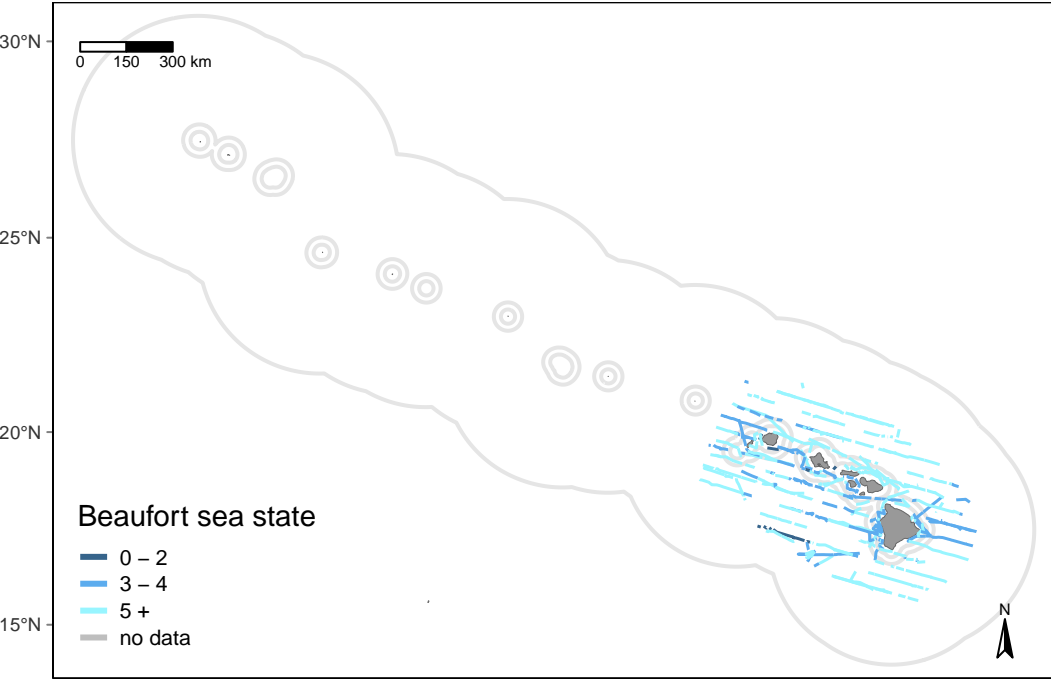 30°N
0 150 300 km
25°N
20°N
Beaufort sea state
0 – 2
3 – 4
5 +
no data
N
15°N